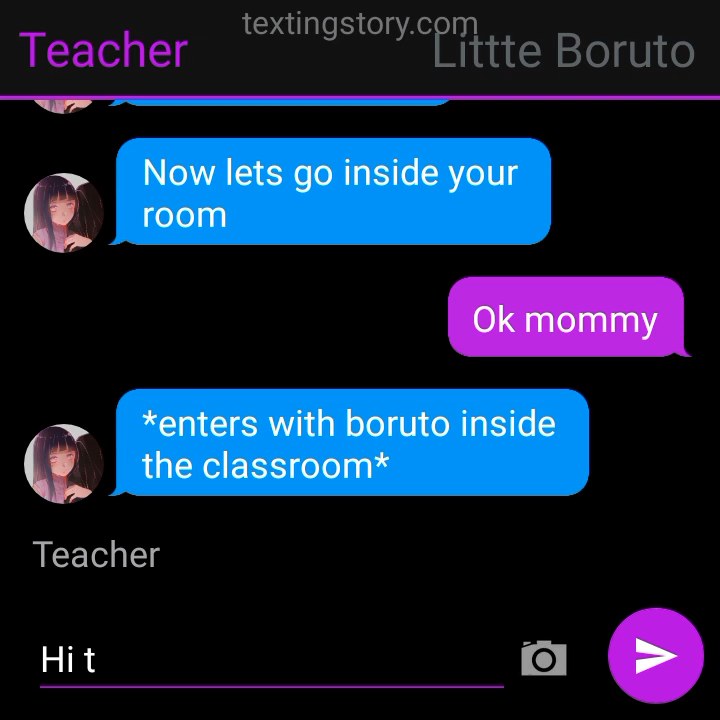 textingstory.com
Teacher
Littte Boruto
Now lets go inside your
room
Ok mommy
*enters with boruto inside
the classroom*
Teacher
Hi t